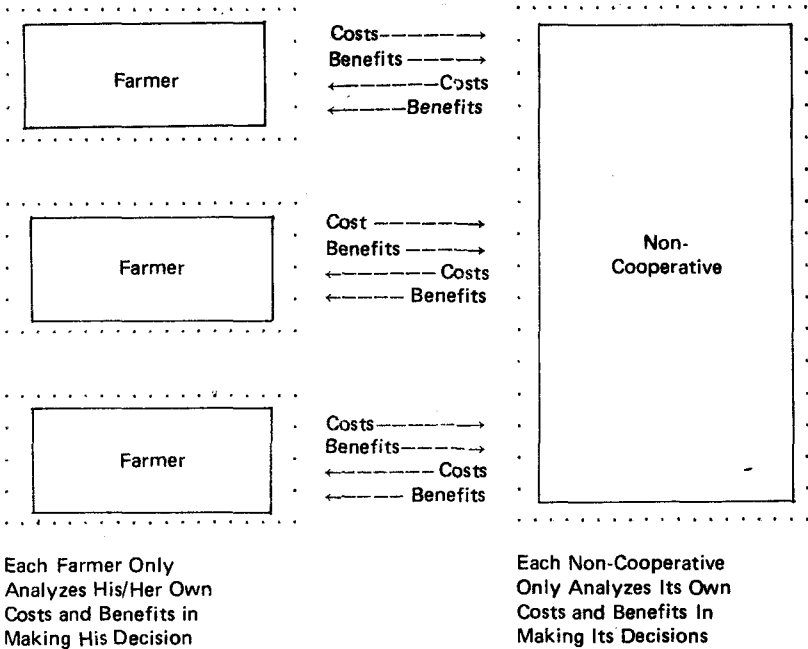 Farmer
Costs
Benefits
Costs
Benefits
Farmer
Cost
Benefits
Costs
Benefits
Farmer
Costs
Benefits
Costs
Benefits
Non-
Cooperative
Each Farmer Only
Analyzes His/Her Own
Costs and Benefits in
Making His Decision
Each Non-Cooperative
Only Analyzes Its Own
Costs and Benefits In
Making Its Decisions